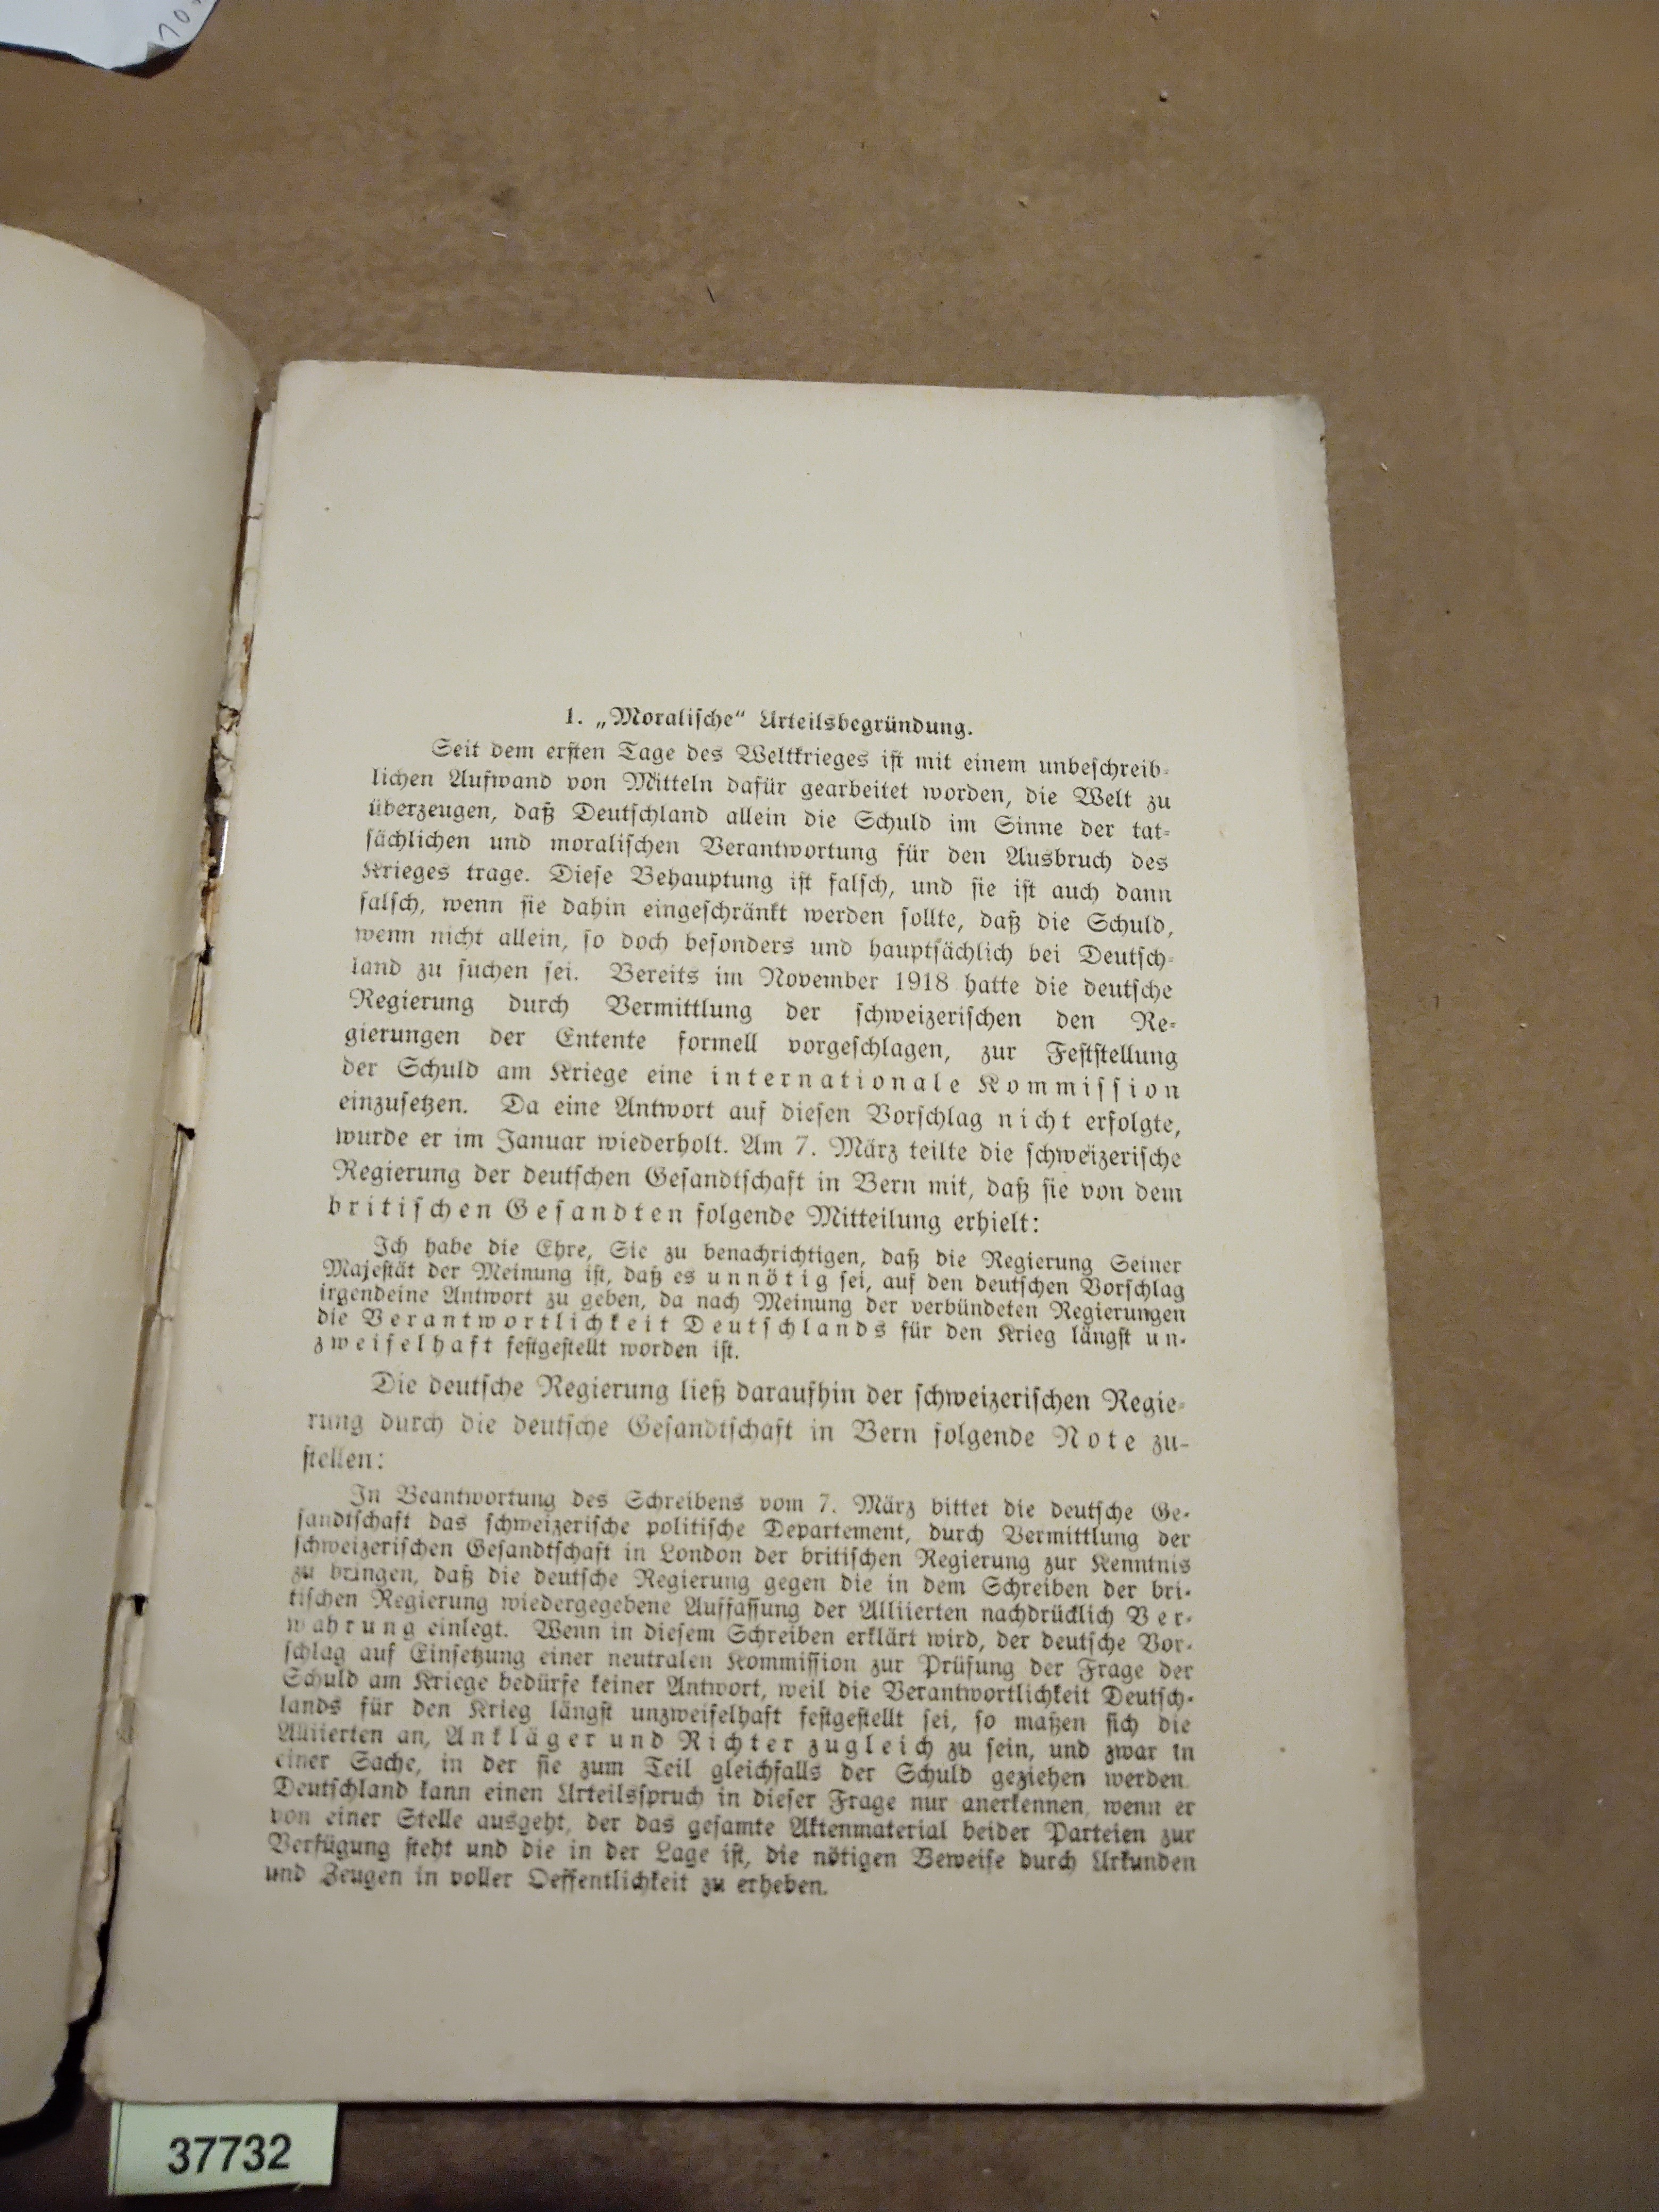 10.
1. „Moralische“ Urteilsbegründung.
Seit dem ersten Tage des Weltkrieges ist mit einem unbeschreib-
lichen Aufwand von Mitteln dafür gearbeitet worden, die Welt zu
überzeugen, daß Deutschland allein die Schuld im Sinne der tat-
sächlichen und moralischen Verantwortung für den Ausbruch des
Krieges trage. Diese Behauptung ist falsch, und sie ist auch dann
falsch, wenn sie dahin eingeschränkt werden sollte, daß die Schuld,
wenn nicht allein, so doch besonders und hauptsächlich bei Deutsch-
land zu suchen sei. Bereits im November 1918 hatte die deutsche
Regierung durch Vermittlung der schweizerischen den Re-
gierungen der Entente formell vorgeschlagen, zur Feststellung
der Schuld am Kriege eine internationale Kommission
einzusetzen. Da eine Antwort auf diesen Vorschlag nicht erfolgte,
wurde er im Januar wiederholt. Am 7. März teilte die schweizerische
Regierung der deutschen Gesandtschaft in Bern mit, daß sie von dem
britischen Gesandten folgende Mitteilung erhielt:
Ich habe die Ehre, Sie zu benachrichtigen, daß die Regierung Seiner
Majestät der Meinung ist, daß es unnötig sei, auf den deutschen Vorschlag
irgendeine Antwort zu geben, da nach Meinung der verbündeten Regierungen
die Verantwortlichkeit Deutschlands für den Krieg längst un-
zweifelhaft festgestellt worden ist.
Die deutsche Regierung ließ daraufhin der schweizerischen Regie-
rung durch die deutsche Gesandtschaft in Bern folgende Note zu-
stellen:
In Beantwortung des Schreibens vom 7. März bittet die deutsche Ge-
sandtschaft das schweizerische politische Departement, durch Vermittlung der
schweizerischen Gesandtschaft in London der britischen Regierung zur Kenntnis
zu bringen, daß die deutsche Regierung gegen die in dem Schreiben der bri-
tischen Regierung wiedergegebene Auffassung der Alliierten nachdrücklich Ver-
wahrung einlegt. Wenn in diesem Schreiben erklärt wird, der deutsche Vor-
schlag auf Einsetzung einer neutralen Kommission zur Prüfung der Frage der
Schuld am Kriege bedürfe keiner Antwort, weil die Verantwortlichkeit Deutsch-
lands für den Krieg längst unzweifelhaft festgestellt sei, so maßen sich die
Alliierten an, Ankläger und Richter zugleich zu sein, und zwar in
einer Sache, in der sie zum Teil gleichfalls der Schuld geziehen werden.
Deutschland kann einen Urteilsspruch in dieser Frage nur anerkennen, wenn er
von einer Stelle ausgeht, der das gesamte Aktenmaterial beider Parteien zur
Verfügung steht und die in der Lage ist, die nötigen Beweise durch Urkunden
und Zeugen in voller Oeffentlichkeit zu erheben.
37732